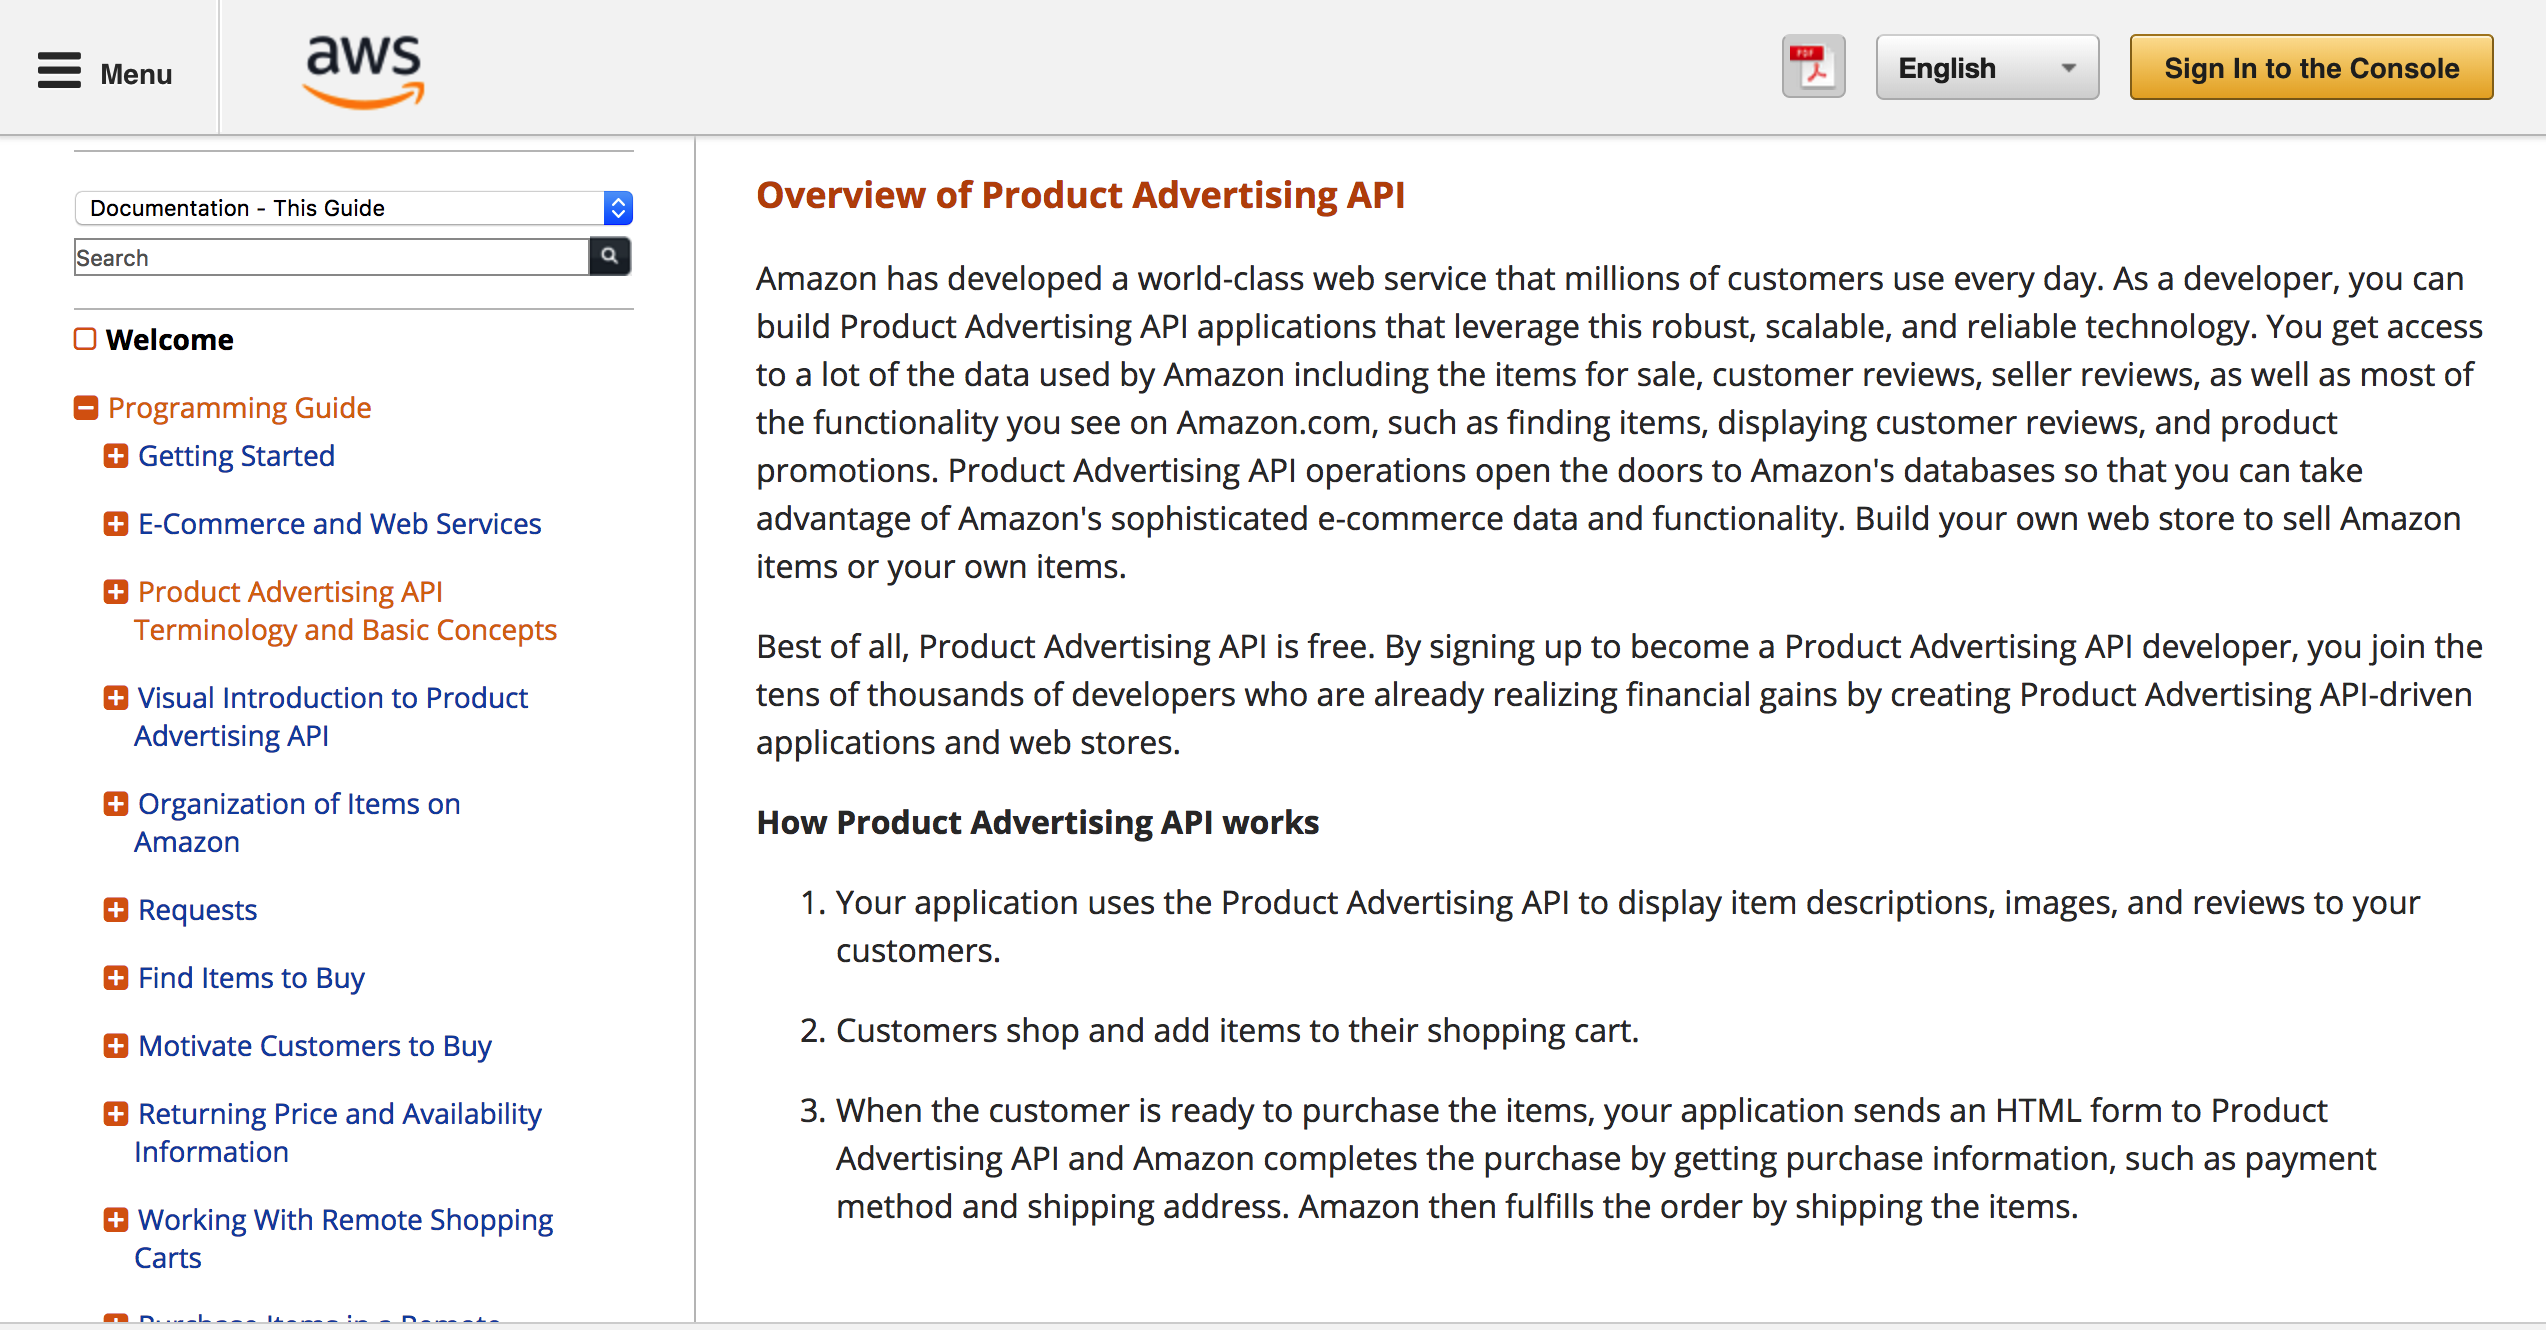 Menu
aws
PDF
English
Sign In to the Console
Documentation - This Guide
Search
Welcome
Programming Guide
Getting Started
E-Commerce and Web Services
Product Advertising API
Terminology and Basic Concepts
Visual Introduction to Product
Advertising API
Organization of Items on
Amazon
Requests
Find Items to Buy
Motivate Customers to Buy
Returning Price and Availability
Information
Working With Remote Shopping
Carts
Purchase Items in a Remote
Overview of Product Advertising API
Amazon has developed a world-class web service that millions of customers use every day. As a developer, you can
build Product Advertising API applications that leverage this robust, scalable, and reliable technology. You get access
to a lot of the data used by Amazon including the items for sale, customer reviews, seller reviews, as well as most of
the functionality you see on Amazon.com, such as finding items, displaying customer reviews, and product
promotions. Product Advertising API operations open the doors to Amazon's databases so that you can take
advantage of Amazon's sophisticated e-commerce data and functionality. Build your own web store to sell Amazon
items or your own items.
Best of all, Product Advertising API is free. By signing up to become a Product Advertising API developer, you join the
tens of thousands of developers who are already realizing financial gains by creating Product Advertising API-driven
applications and web stores.
How Product Advertising API works
1. Your application uses the Product Advertising API to display item descriptions, images, and reviews to your
customers.
2. Customers shop and add items to their shopping cart.
3. When the customer is ready to purchase the items, your application sends an HTML form to Product
Advertising API and Amazon completes the purchase by getting purchase information, such as payment
method and shipping address. Amazon then fulfills the order by shipping the items.